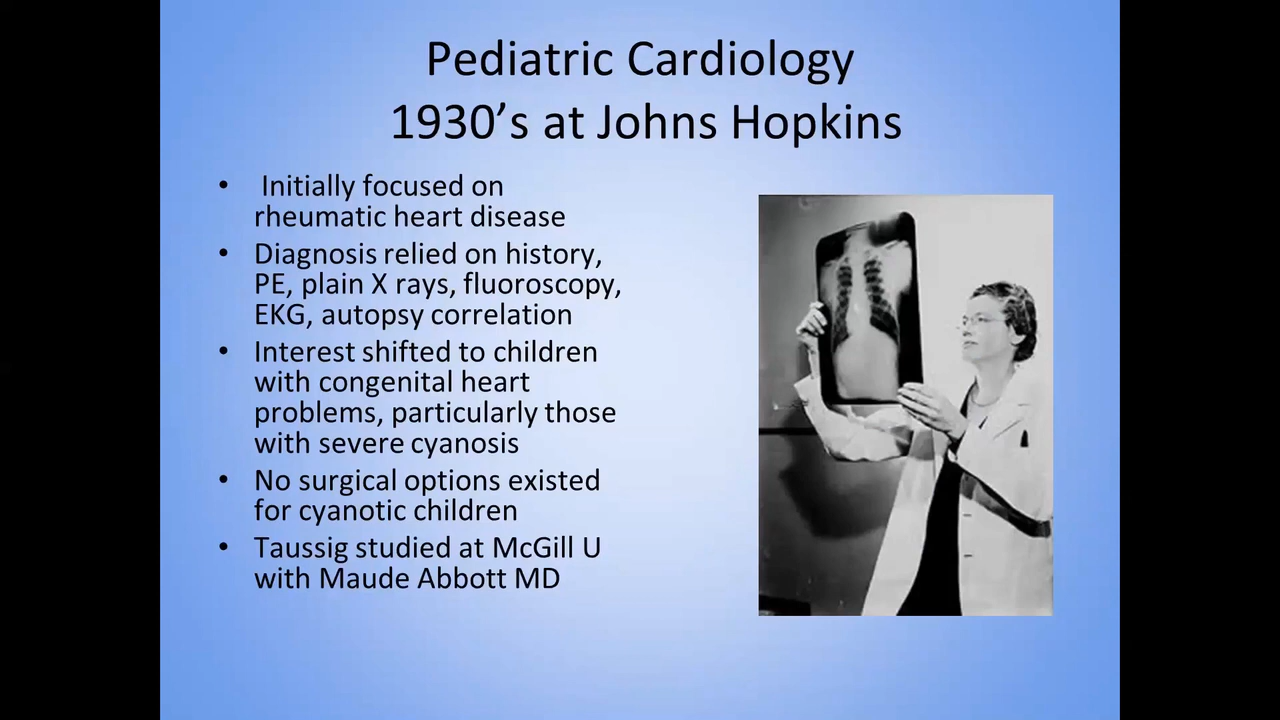 Pediatric Cardiology
1930’s at Johns Hopkins
• Initially focused on
rheumatic heart disease
• Diagnosis relied on history,
PE, plain X rays, fluoroscopy,
EKG, autopsy correlation
• Interest shifted to children
with congenital heart
problems, particularly those
with severe cyanosis
• No surgical options existed
for cyanotic children
• Taussig studied at McGill U
with Maude Abbott MD